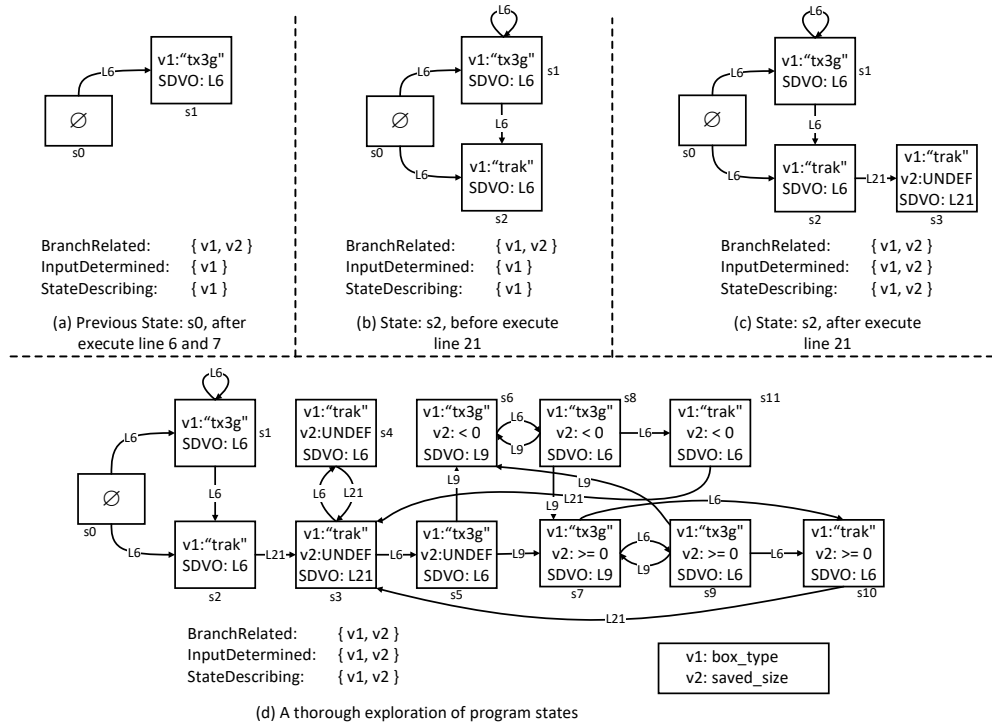 v1:"tx3g"
SDVO: L6
s1
L6
∅
s0
BranchRelated: { v1, v2 }
InputDetermined: { v1 }
StateDescribing: { v1 }
(a) Previous State: s0, after
execute line 6 and 7
L6
v1:"tx3g"
SDVO: L6
s1
L6
∅
s0
L6
L6
v1:"trak"
SDVO: L6
s2
BranchRelated: { v1, v2 }
InputDetermined: { v1 }
StateDescribing: { v1 }
(b) State: s2, before execute
line 21
L6
v1:"tx3g"
SDVO: L6
s1
L6
∅
s0
L6
L6
v1:"trak"
SDVO: L6
s2
L21
v1:"trak"
v2:UNDEF
SDVO: L21
s3
BranchRelated: { v1, v2 }
InputDetermined: { v1, v2 }
StateDescribing: { v1, v2 }
(c) State: s2, after execute
line 21
L6
v1:"tx3g"
SDVO: L6
s1
L6
∅
s0
L6
L6
v1:"trak"
SDVO: L6
s2
L21
v1:"trak"
v2:UNDEF
SDVO: L6
s4
L6
L21
v1:"trak"
v2:UNDEF
SDVO: L21
s3
L6
s6
v1:"tx3g"
v2: < 0
SDVO: L9
L6
L9
s8
v1:"tx3g"
v2: < 0
SDVO: L6
L6
s11
v1:"trak"
v2: < 0
SDVO: L6
L9
L21
L9
L9
L6
v1:"tx3g"
v2:UNDEF
SDVO: L6
s5
L9
v1:"tx3g"
v2: >= 0
SDVO: L9
s7
L6
L9
v1:"tx3g"
v2: >= 0
SDVO: L6
s9
L6
v1:"trak"
v2: >= 0
SDVO: L6
s10
L21
BranchRelated: { v1, v2 }
InputDetermined: { v1, v2 }
StateDescribing: { v1, v2 }
v1: box_type
v2: saved_size
(d) A thorough exploration of program states